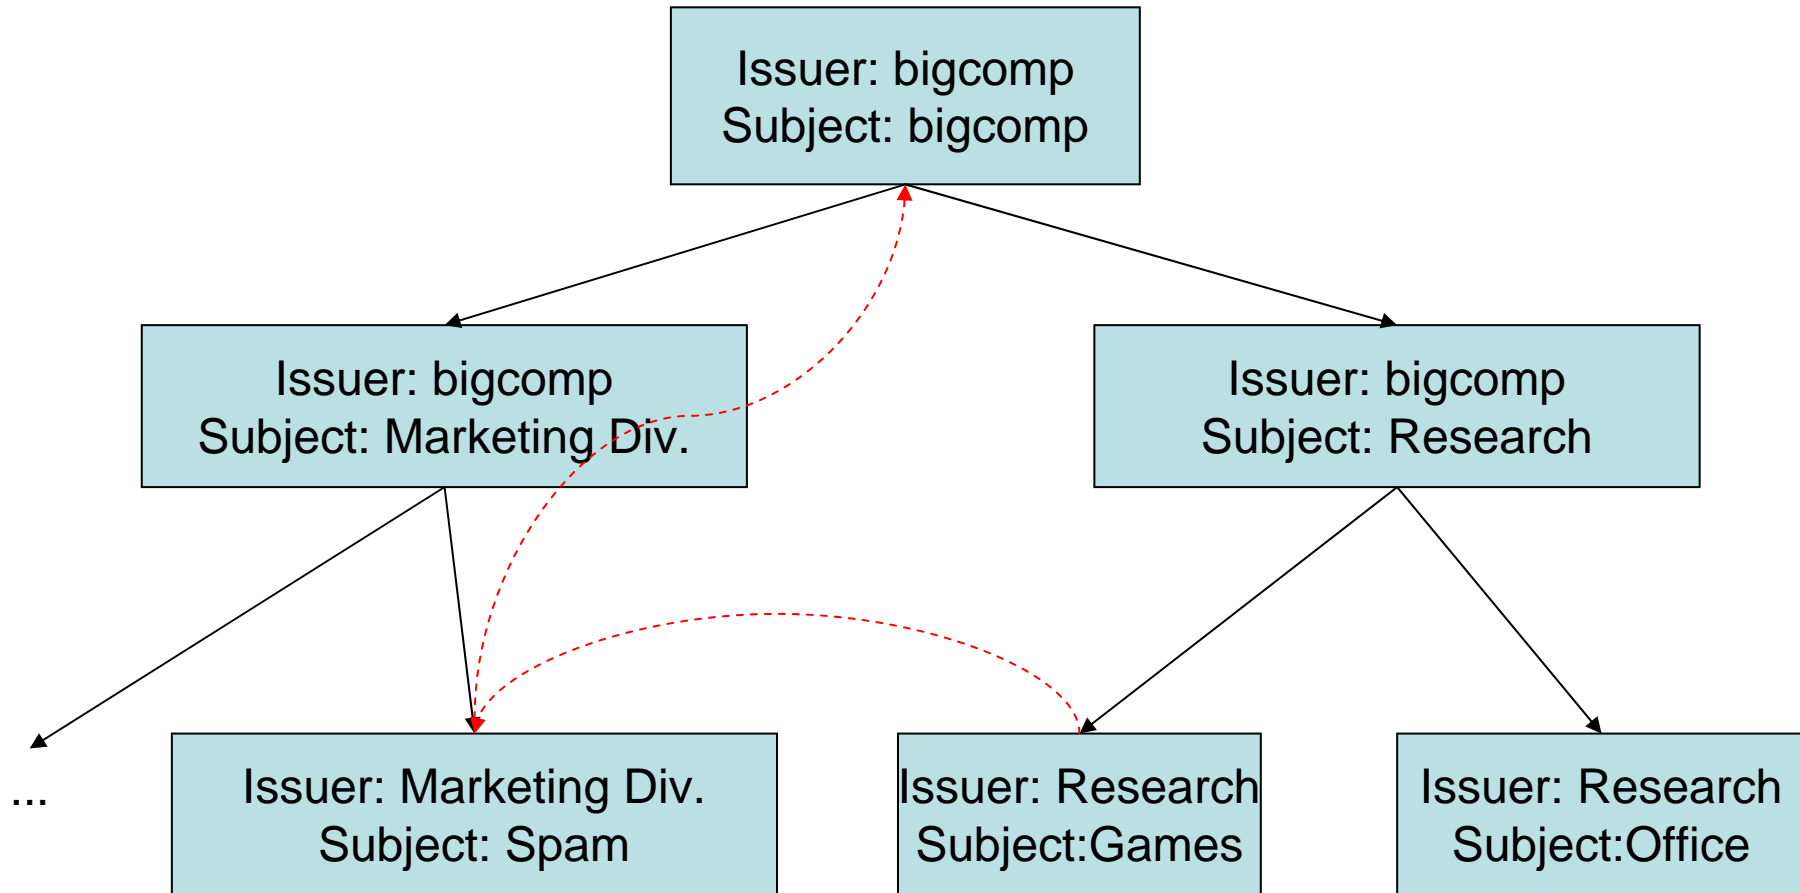 Issuer: bigcomp
Subject: bigcomp
Issuer: bigcomp
Subject: Marketing Div.
Issuer: bigcomp
Subject: Research
...
Issuer: Marketing Div.
Subject: Spam
Issuer: Research
Subject:Games
Issuer: Research
Subject:Office